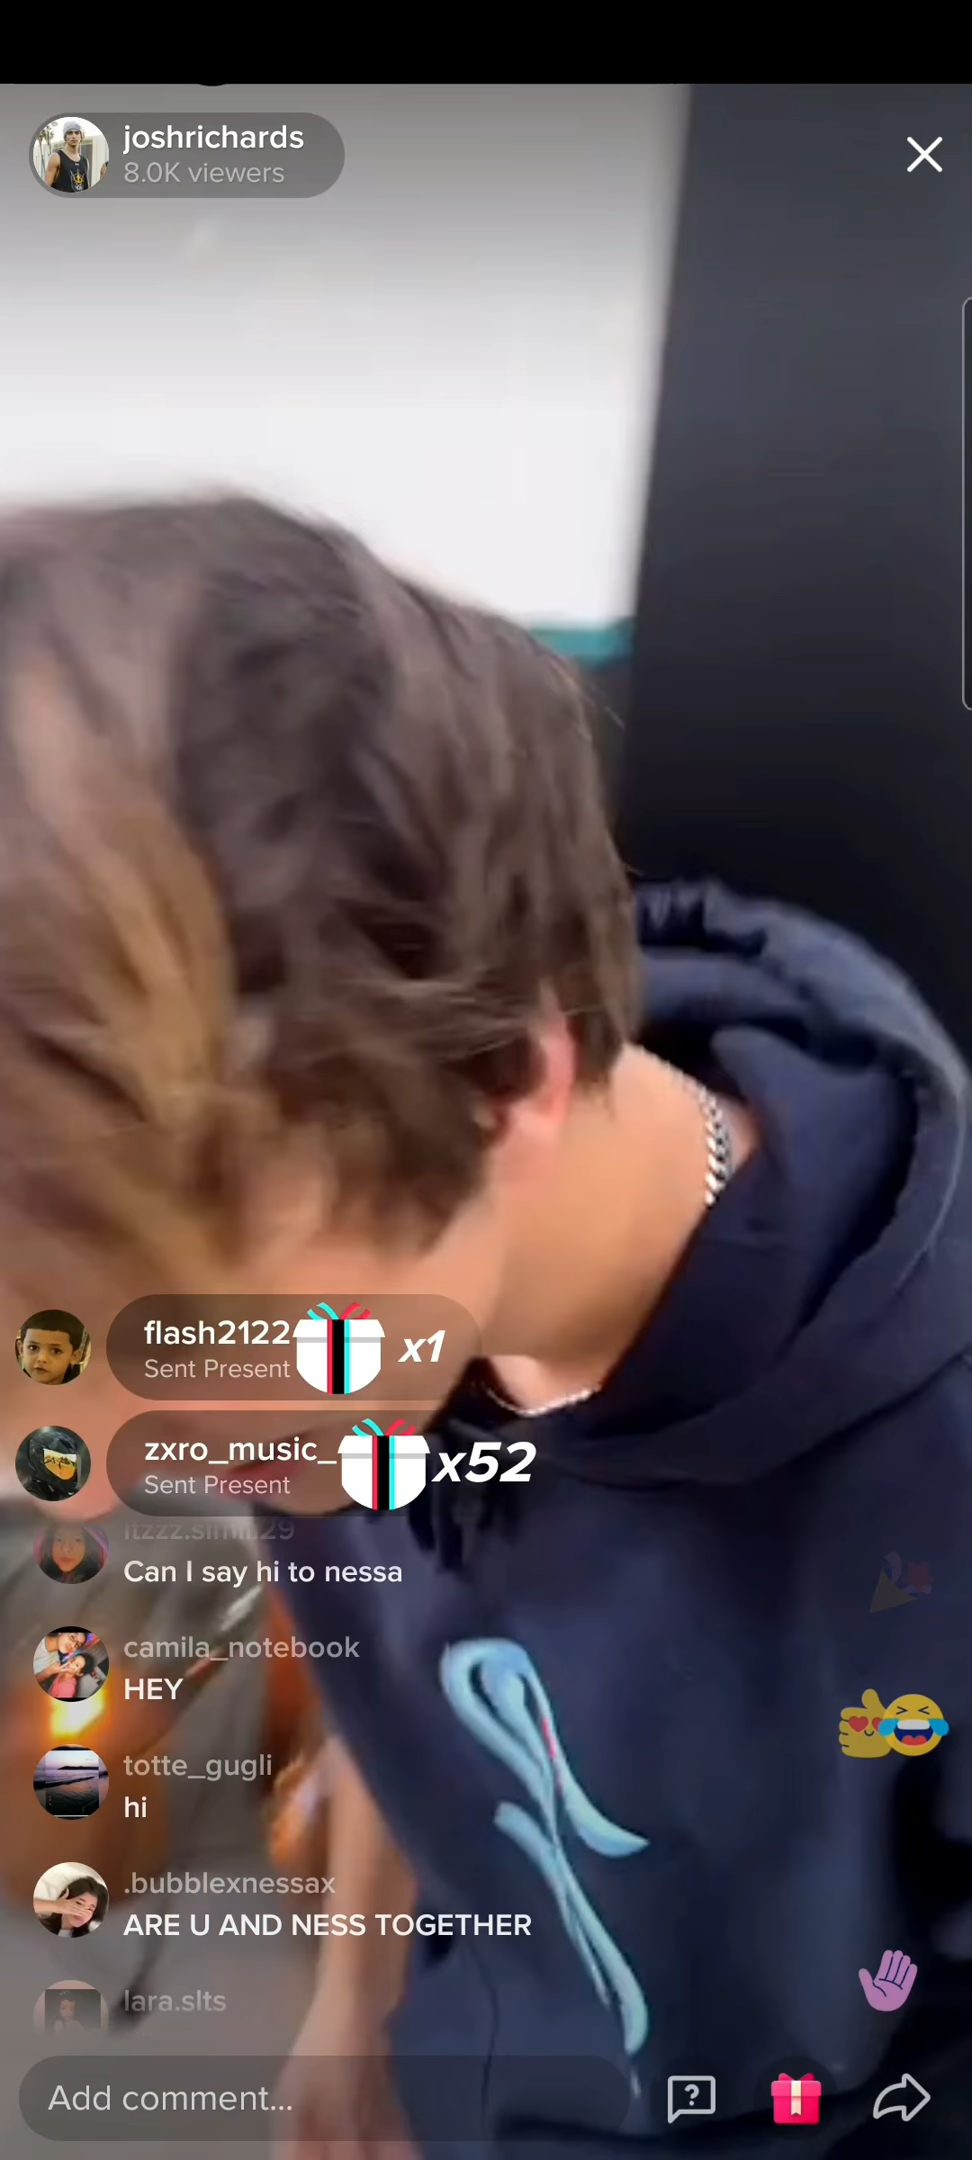 joshrichards
8.0K viewers
flash2122
Sent Present
x1
zxro_music_
Sent Present
x52
Can I say hi to nessa
camila_notebook
HEY
totte_gugli
hi
.bubblexnessax
ARE U AND NESS TOGETHER
lara.slts
Add comment...
?